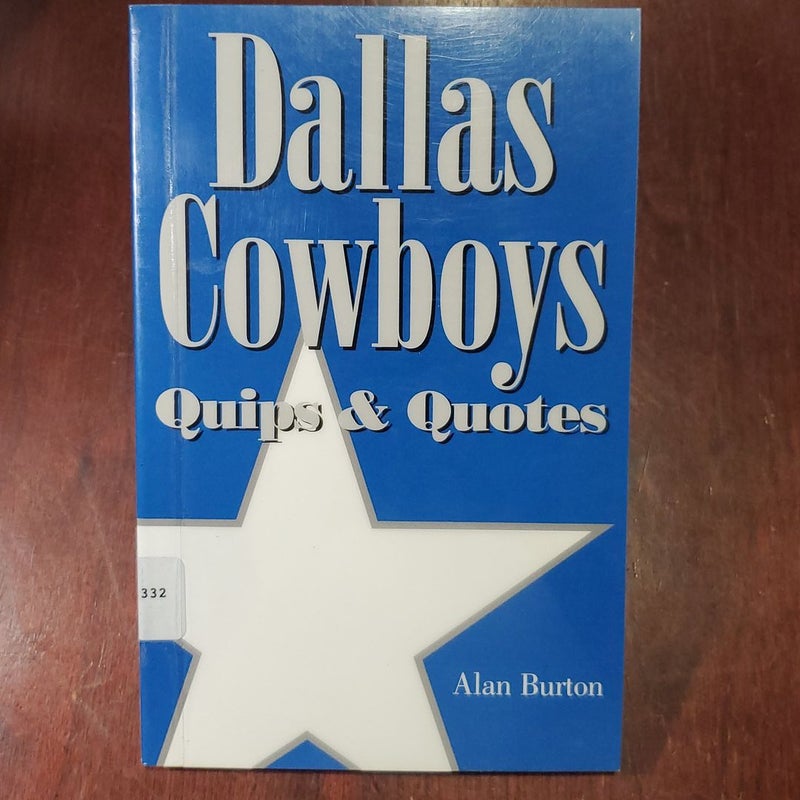 Dallas
Cowboys
Quips & Quotes
332
Alan Burton